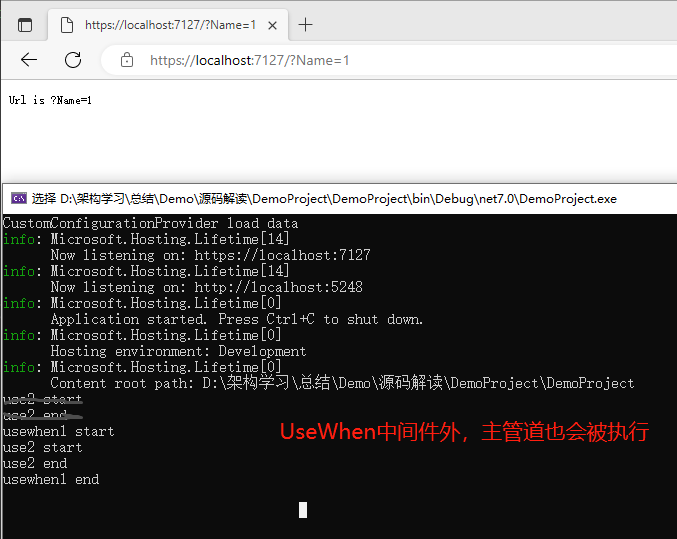 https://localhost:7127/?Name=1
https://localhost:7127/?Name=1
Url is ?Name=1
选择 D:\架构学习\总结\Demo\源码解读\DemoProject\DemoProject\bin\Debug\net7.0\DemoProject.exe
CustomConfigurationProvider load data
info: Microsoft.Hosting.Lifetime[14]
Now listening on: https://localhost:7127
info: Microsoft.Hosting.Lifetime[14]
Now listening on: http://localhost:5248
info: Microsoft.Hosting.Lifetime[0]
Application started. Press Ctrl+C to shut down.
info: Microsoft.Hosting.Lifetime[0]
Hosting environment: Development
info: Microsoft.Hosting.Lifetime[0]
Content root path: D:\架构学习\总结\Demo\源码解读\DemoProject\DemoProject
use2 start
use2 end
usewhen1 start
UseWhen中间件外，主管道也会被执行
use2 start
use2 end
usewhen1 end